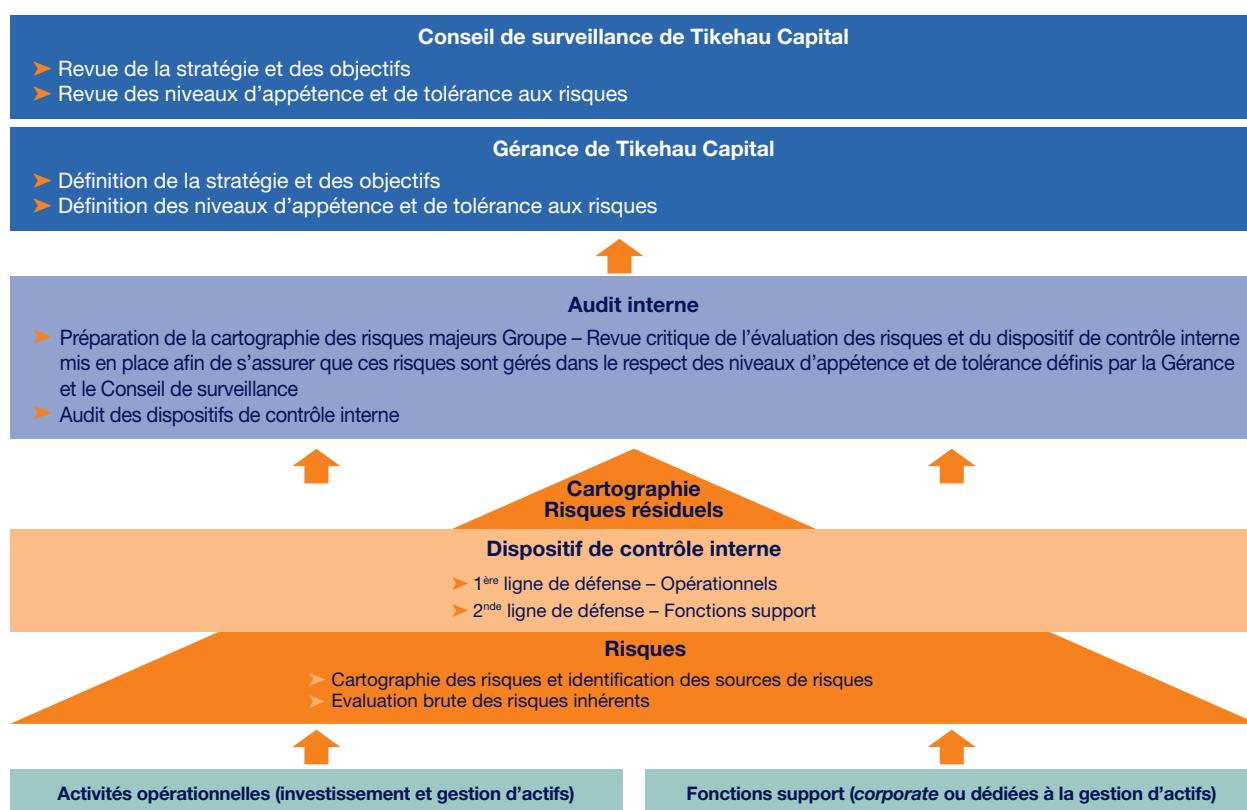 Conseil de surveillance de Tikehau Capital
➤ Revue de la stratégie et des objectifs
➤ Revue des niveaux d'appétence et de tolérance aux risques
Gérance de Tikehau Capital
➤ Définition de la stratégie et des objectifs
➤ Définition des niveaux d'appétence et de tolérance aux risques
Audit interne
➤ Préparation de la cartographie des risques majeurs Groupe – Revue critique de l'évaluation des risques et du dispositif de contrôle interne
mis en place afin de s'assurer que ces risques sont gérés dans le respect des niveaux d'appétence et de tolérance définis par la Gérance
et le Conseil de surveillance
➤ Audit des dispositifs de contrôle interne
Cartographie
Risques résiduels
Dispositif de contrôle interne
➤ 1ère ligne de défense – Opérationnels
➤ 2nde ligne de défense – Fonctions support
Risques
➤ Cartographie des risques et identification des sources de risques
➤ Evaluation brute des risques inhérents
Activités opérationnelles (investissement et gestion d'actifs)
Fonctions support (corporate ou dédiées à la gestion d'actifs)